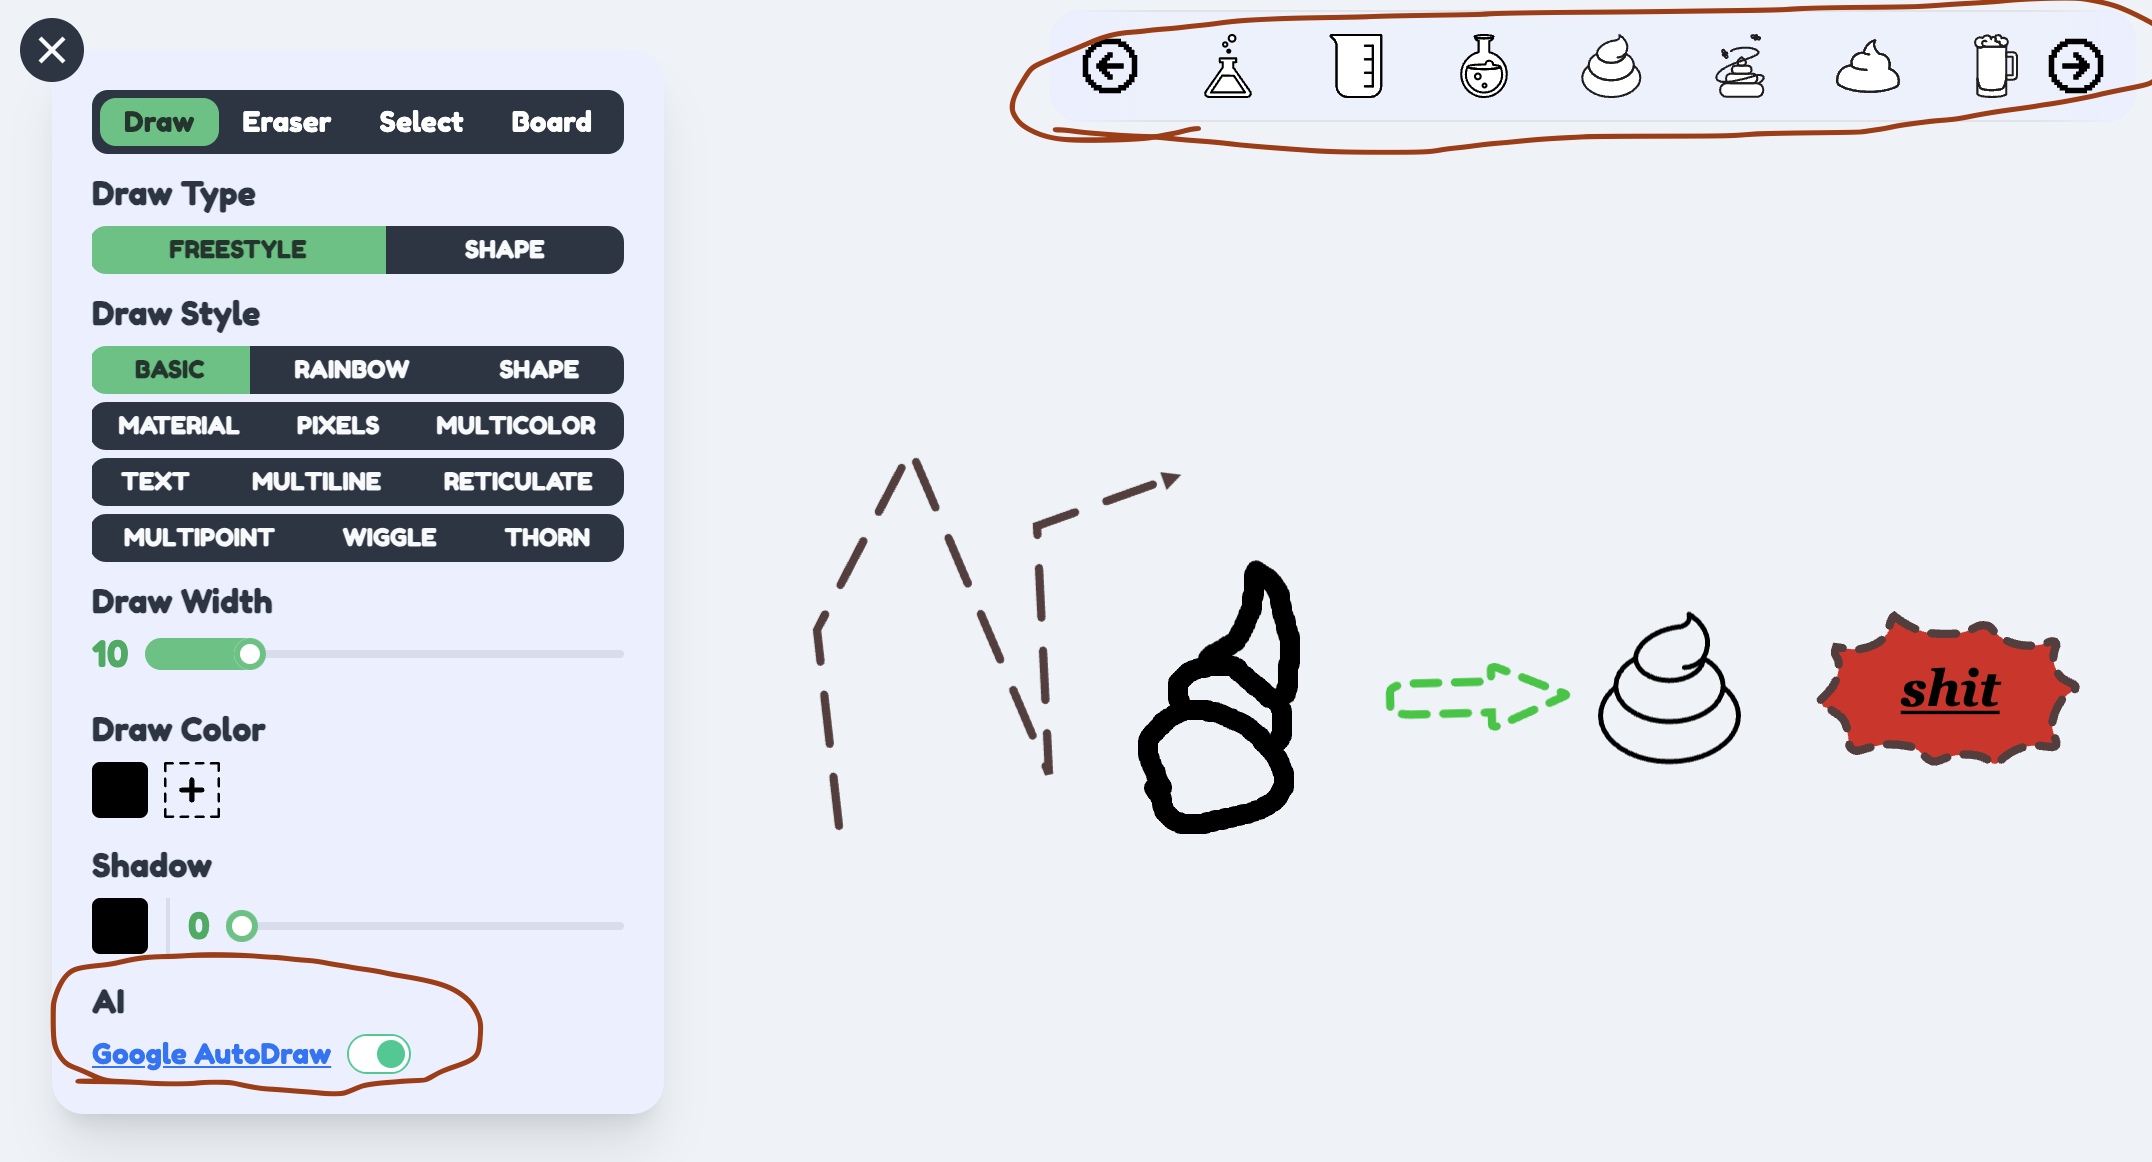 Draw Eraser Select Board
Draw Type
FREESTYLE SHAPE
Draw Style
BASIC RAINBOW SHAPE
MATERIAL PIXELS MULTICOLOR
TEXT MULTILINE RETICULATE
MULTIPOINT WIGGLE THORN
Draw Width
10
Draw Color
Shadow
0
AI
Google AutoDraw
shit